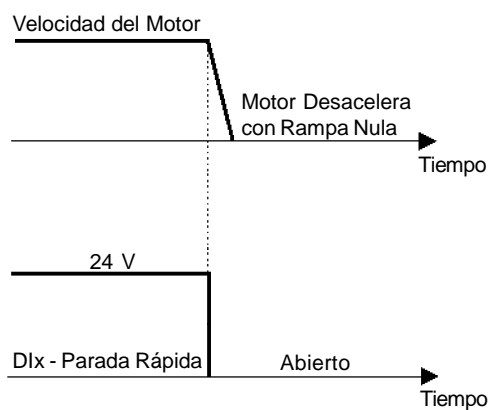 Velocidad del Motor
Motor Desacelera
con Rampa Nula
Tiempo
24 V
DIx - Parada Rápida
Abierto
Tiempo